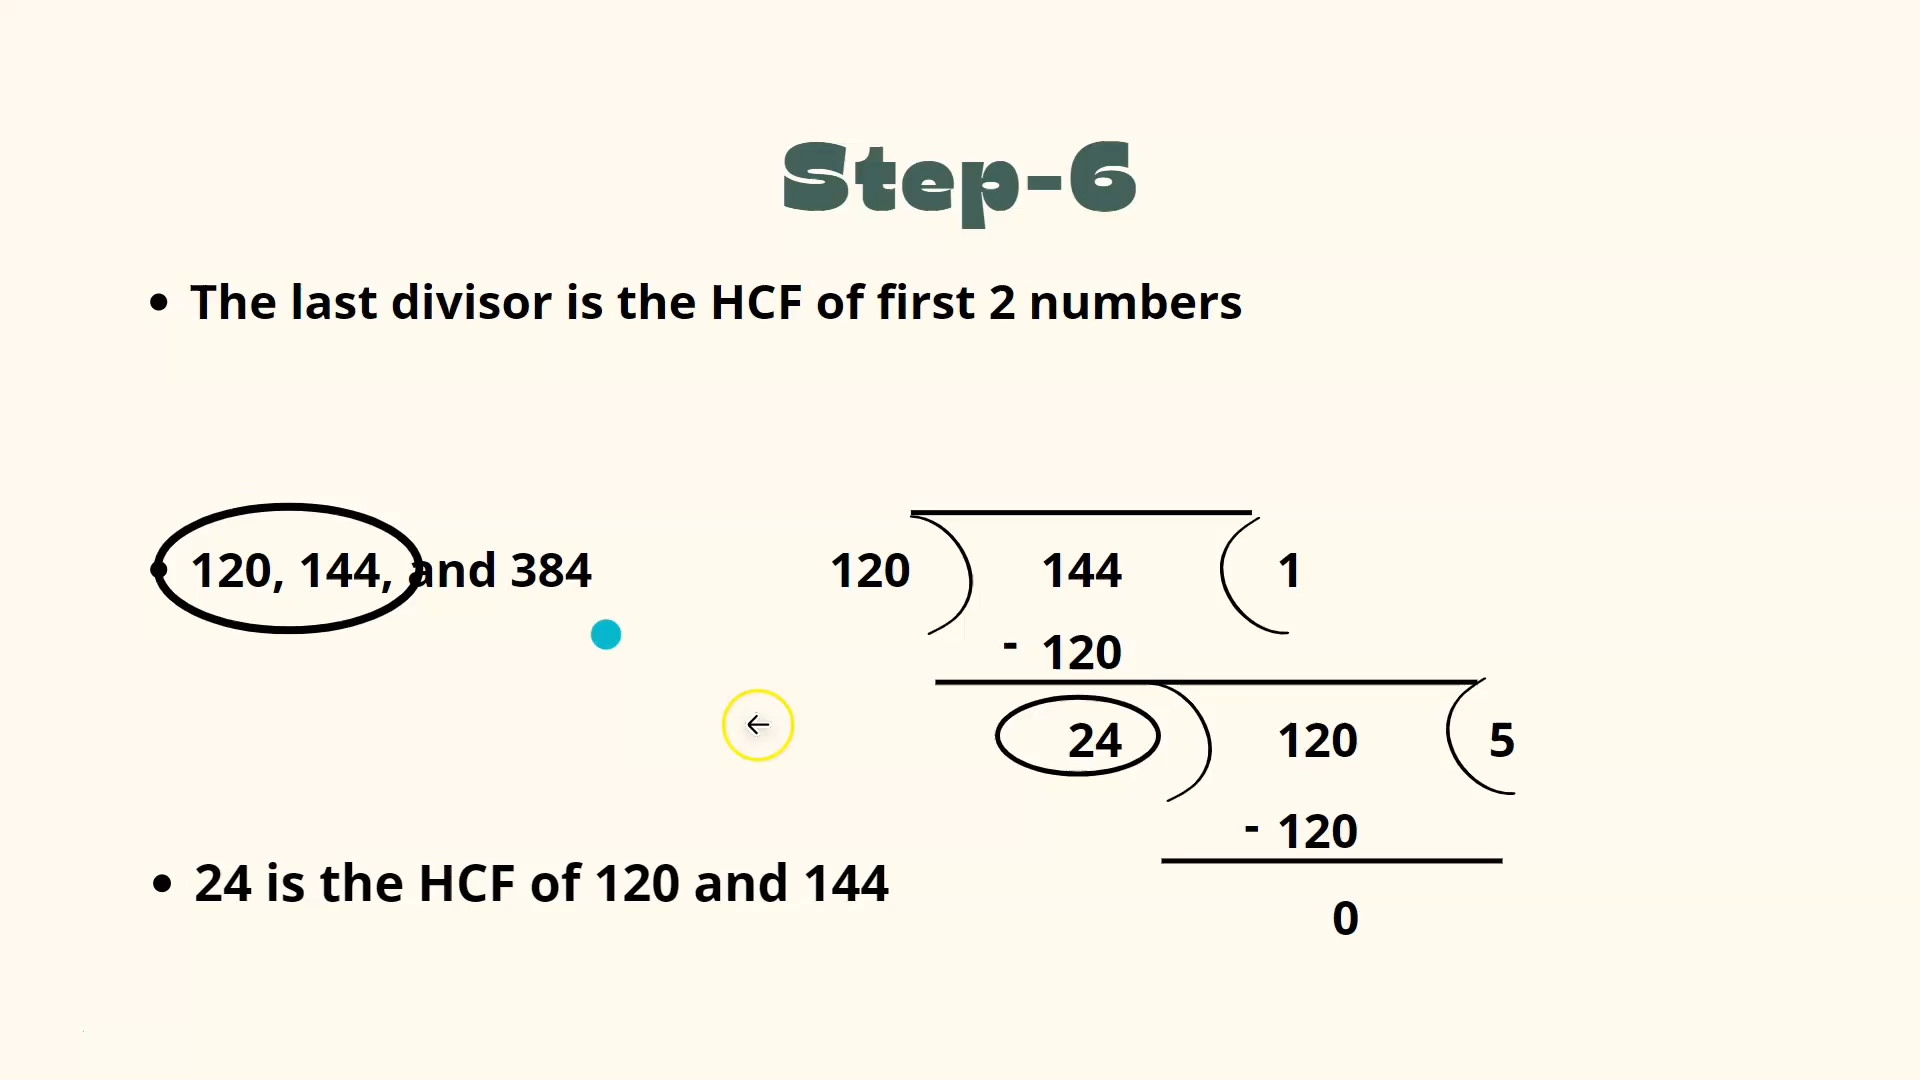 Step-6
• The last divisor is the HCF of first 2 numbers
• 120, 144, and 384
120 ) 144 ( 1
- 120
24 ) 120 ( 5
- 120
0
• 24 is the HCF of 120 and 144